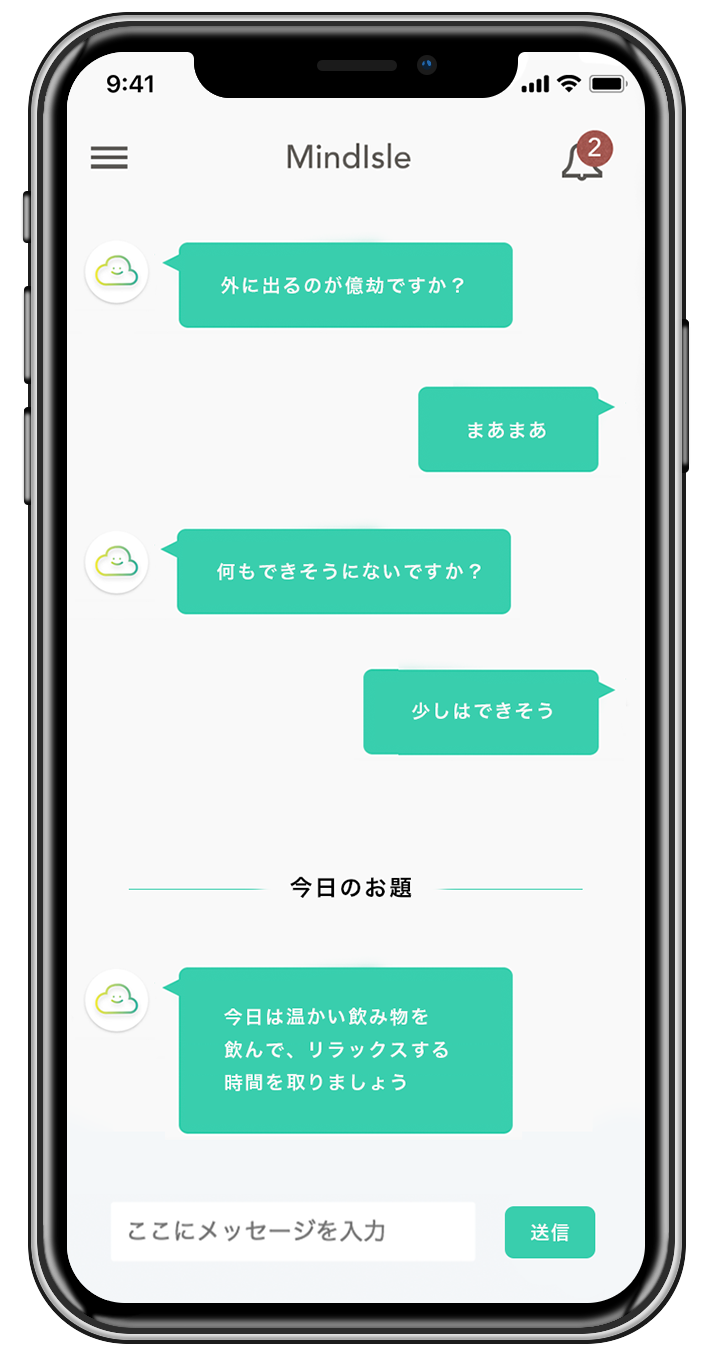 9:41
MindIsle
2
外に出るのが億劫ですか？
まあまあ
何もできそうにないですか？
少しはできそう
今日のお題
今日は温かい飲み物を
飲んで、リラックスする
時間を取りましょう
ここにメッセージを入力
送信